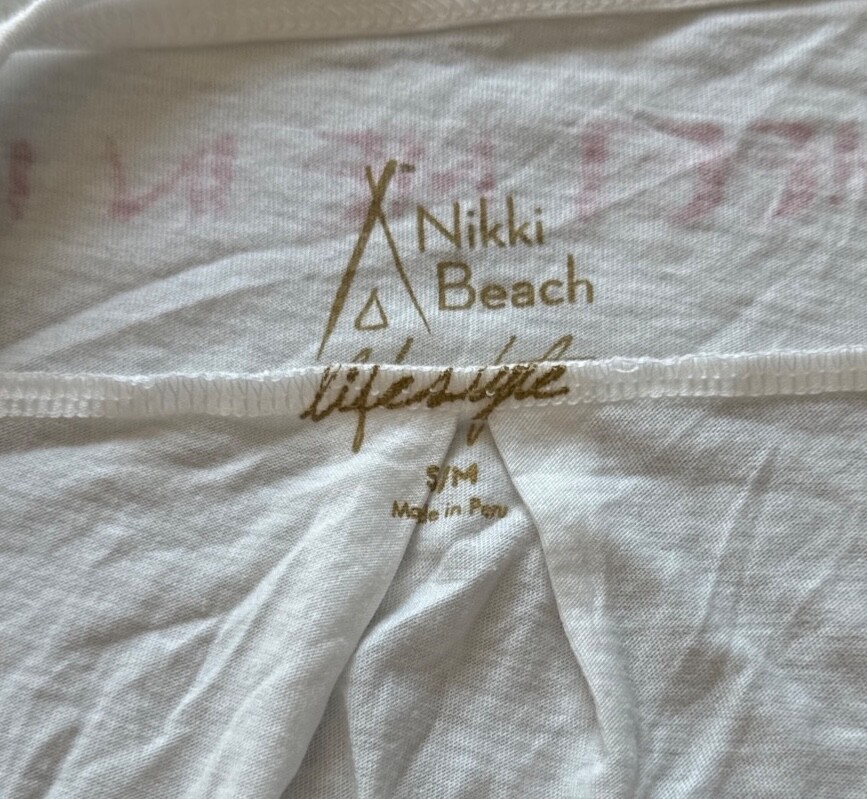 Nikki
Beach
lifestyle
S/M
Made in Peru